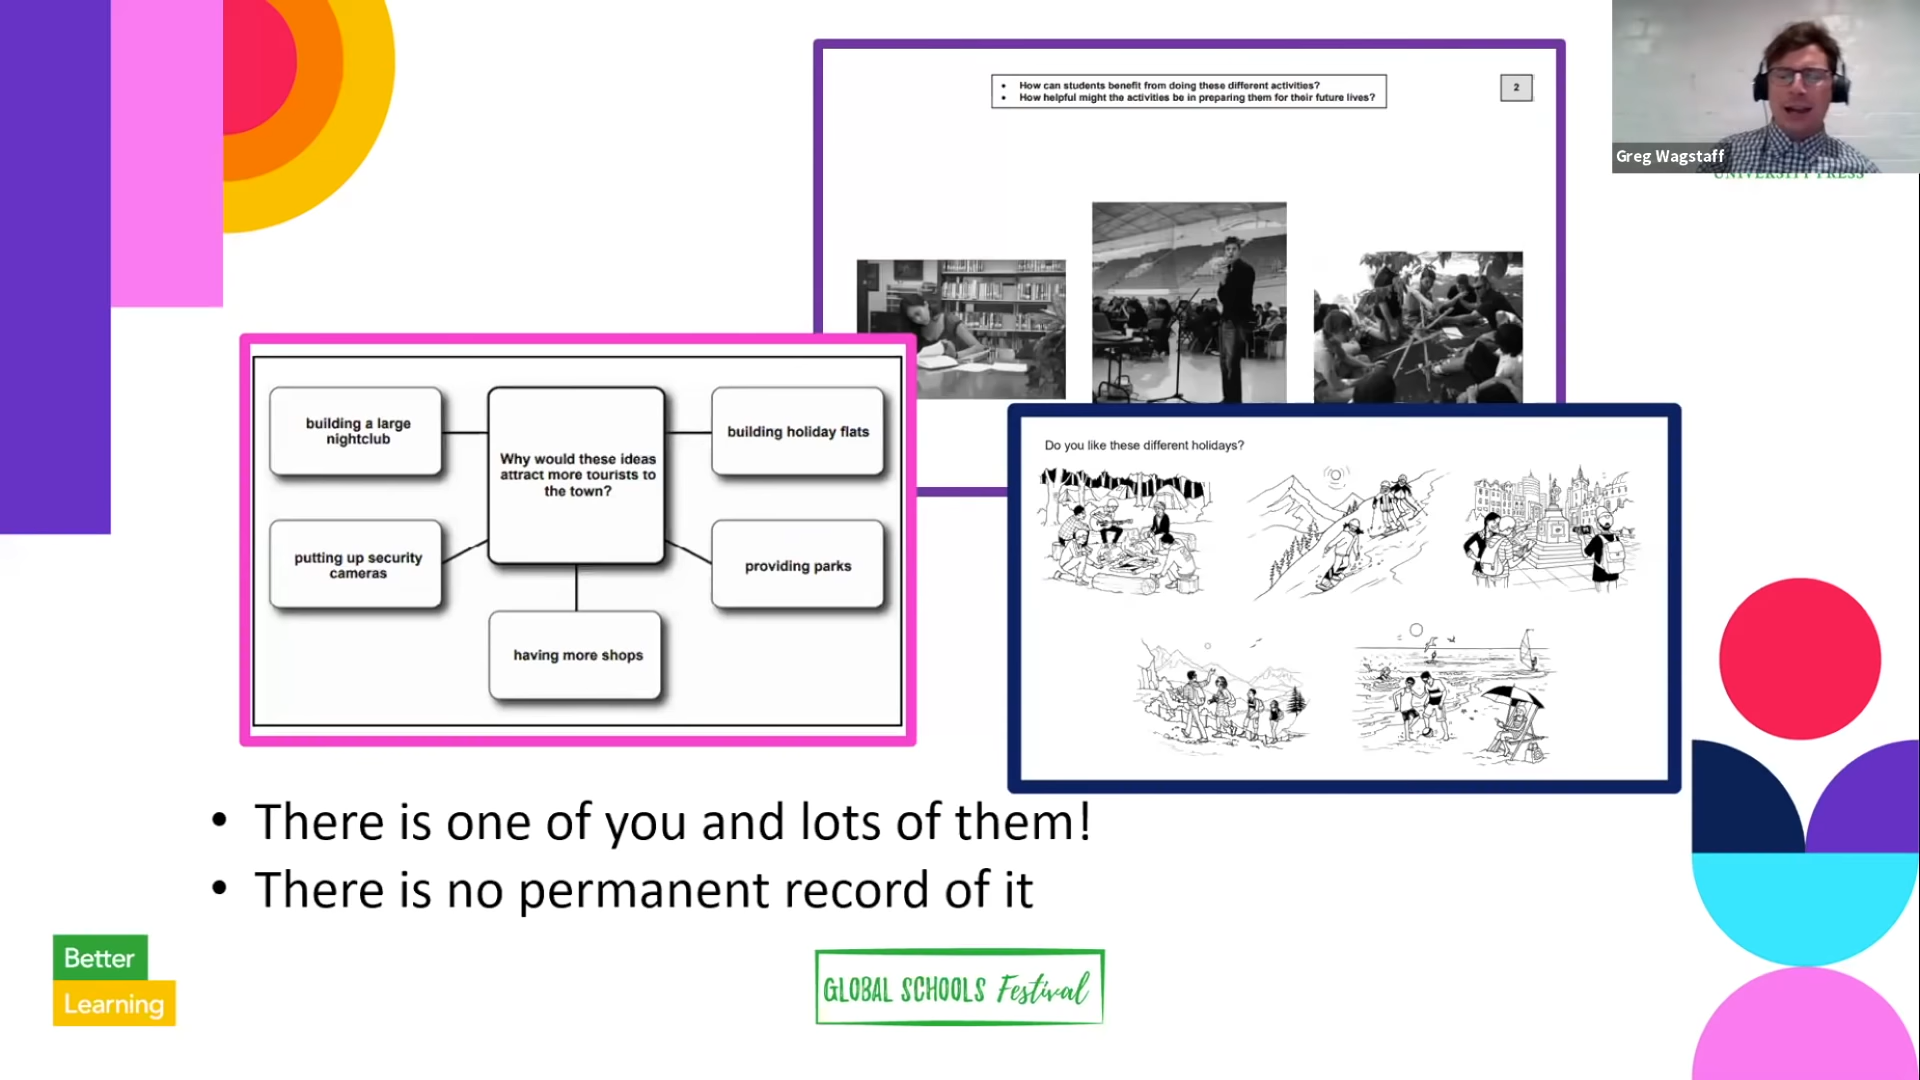 • How can students benefit from doing these different activities?
• How helpful might the activities be in preparing them for their future lives?
2
Greg Wagstaff
UNIVERSITY PRESS
building a large
nightclub
Why would these ideas
attract more tourists to
the town?
building holiday flats
putting up security
cameras
providing parks
having more shops
Do you like these different holidays?
• There is one of you and lots of them!
• There is no permanent record of it
Better
Learning
GLOBAL SCHOOLS Festival